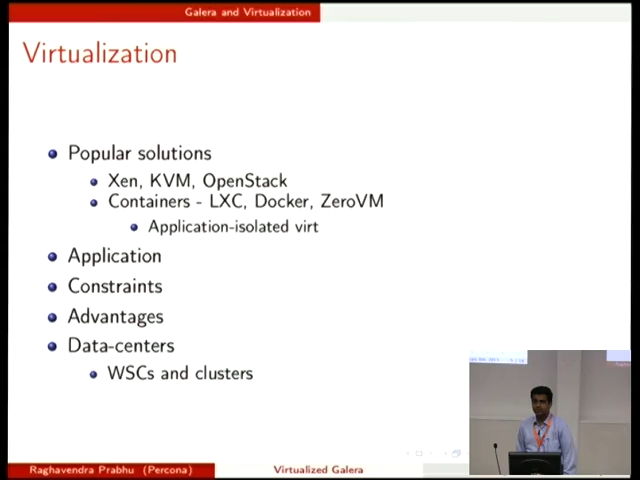 Galera and Virtualization
Virtualization
Popular solutions
Xen, KVM, OpenStack
Containers - LXC, Docker, ZeroVM
Application-isolated virt
Application
Constraints
Advantages
Data-centers
WSCs and clusters
Raghavendra Prabhu (Percona)
Virtualized Galera